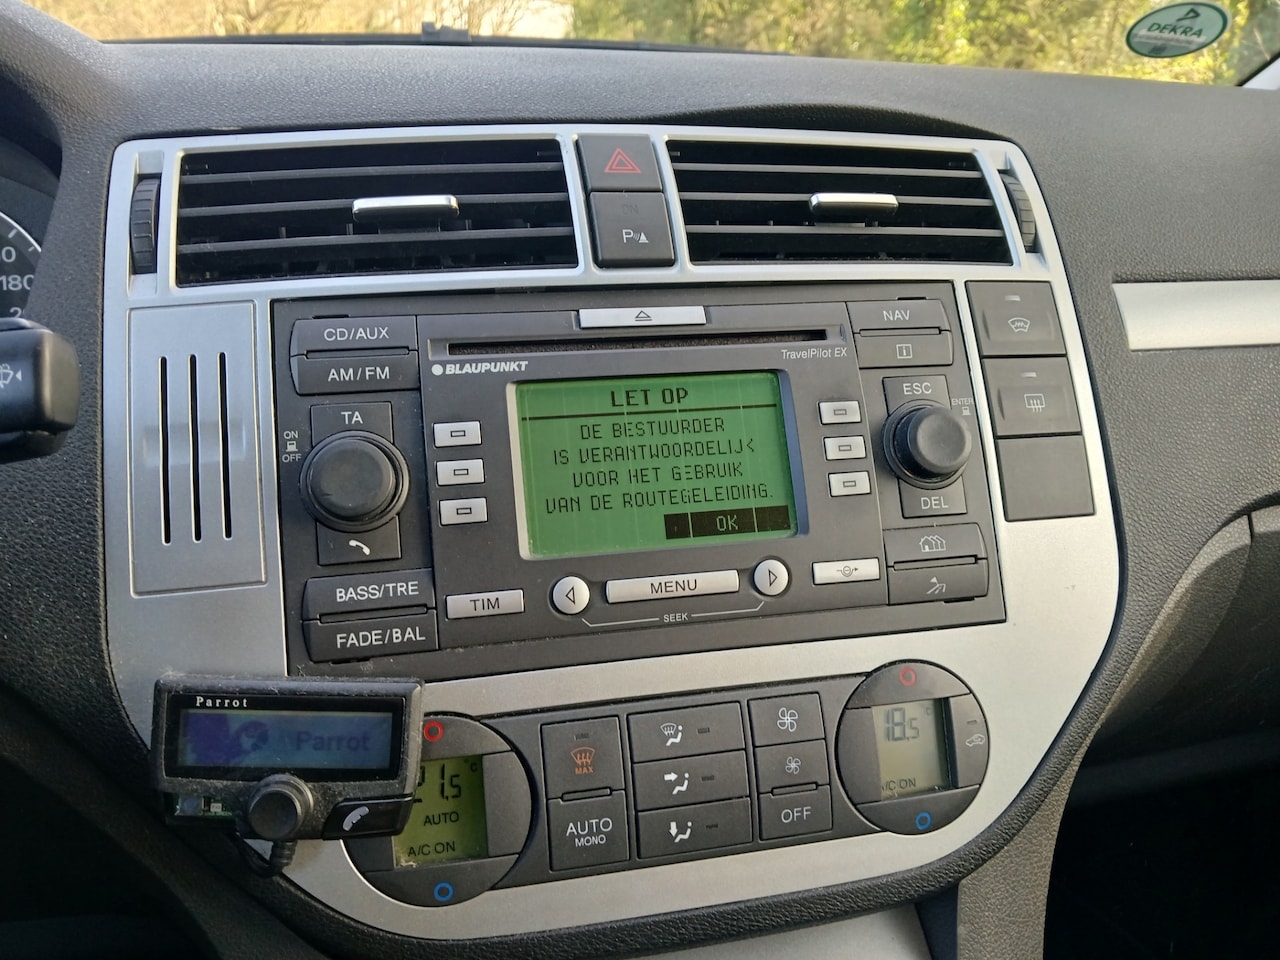 DEKRA
180
ON
P
CD/AUX
AM/FM
BLAUPUNKT
TravelPilot EX
NAV
i
TA
ON
OFF
ESC
ENTER
DEL
LET OP
DE BESTUURDER
IS VERANTWOORDELIJK
VOOR HET GEBRUIK
VAN DE ROUTEGELEIDING.
OK
BASS/TRE
FADE/BAL
TIM
MENU
SEEK
Parrot
Parrot
21.5 °C
AUTO
A/C ON
MAX
AUTO
MONO
OFF
18.5 °C
A/C ON